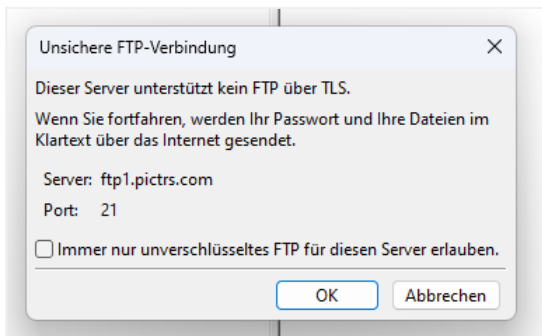 Unsichere FTP-Verbindung
Dieser Server unterstützt kein FTP über TLS.
Wenn Sie fortfahren, werden Ihr Passwort und Ihre Dateien im
Klartext über das Internet gesendet.
Server: ftp1.pictrs.com
Port: 21
Immer nur unverschlüsseltes FTP für diesen Server erlauben.
OK Abbrechen